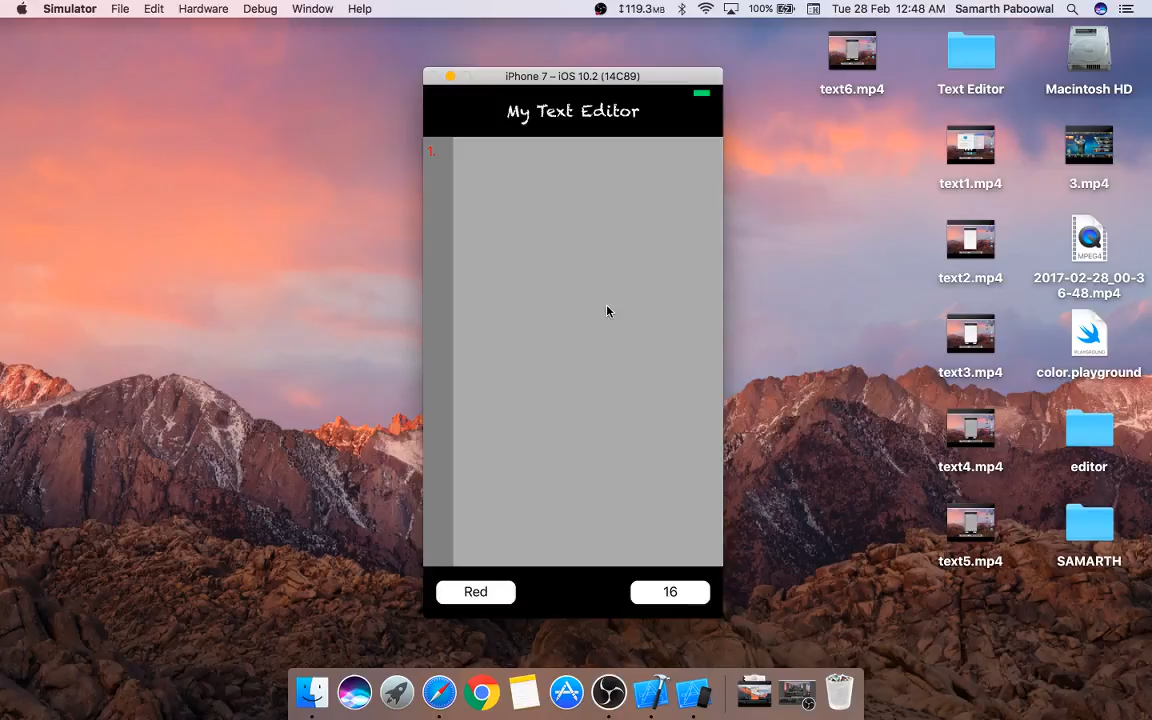 Simulator File Edit Hardware Debug Window Help 119.3MB 100% Tue 28 Feb 12:48 AM Samarth Paboowal
iPhone 7 – iOS 10.2 (14C89)
My Text Editor
1.
Red
16
text6.mp4
Text Editor
Macintosh HD
text1.mp4
3.mp4
text2.mp4
MPEG4
2017-02-28_00-3
6-48.mp4
text3.mp4
PLAYGROUND
color.playground
text4.mp4
editor
text5.mp4
SAMARTH